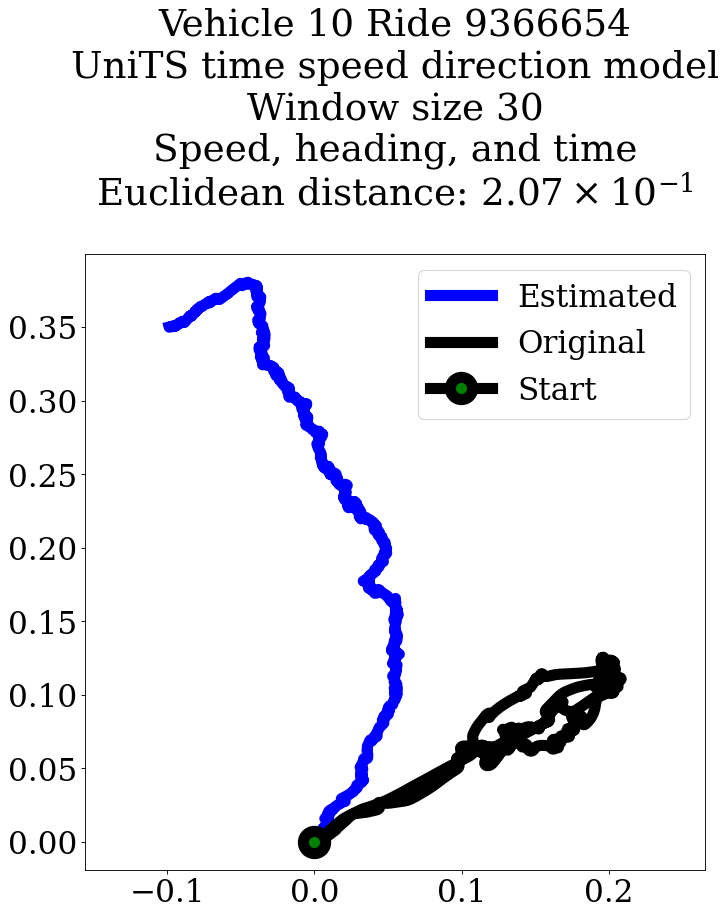 Vehicle 10 Ride 9366654
UniTS time speed direction model
Window size 30
Speed, heading, and time
Euclidean distance: 2.07 × 10⁻¹
Estimated
Original
Start
0.35
0.30
0.25
0.20
0.15
0.10
0.05
0.00
−0.1
0.0
0.1
0.2